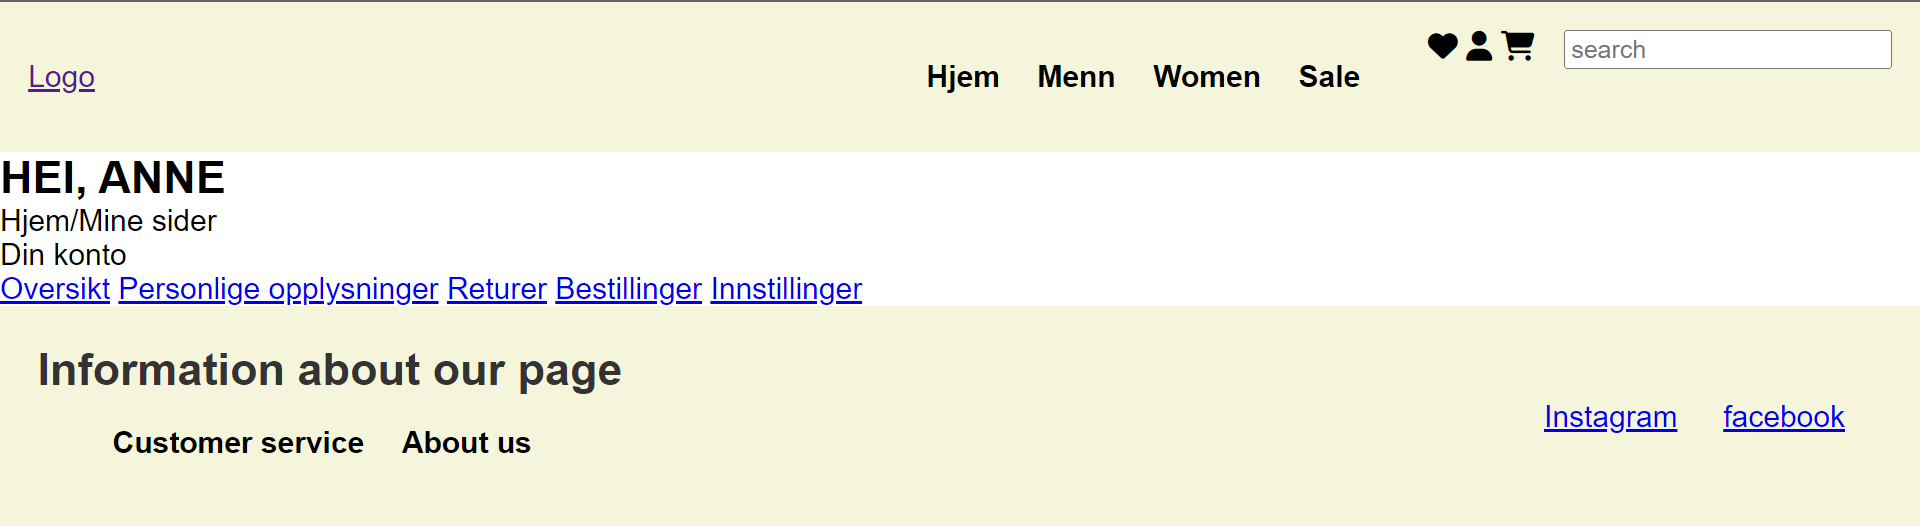 Logo
Hjem Menn Women Sale
search
HEI, ANNE
Hjem/Mine sider
Din konto
Oversikt Personlige opplysninger Returer Bestillinger Innstillinger
Information about our page
Customer service About us
Instagram facebook